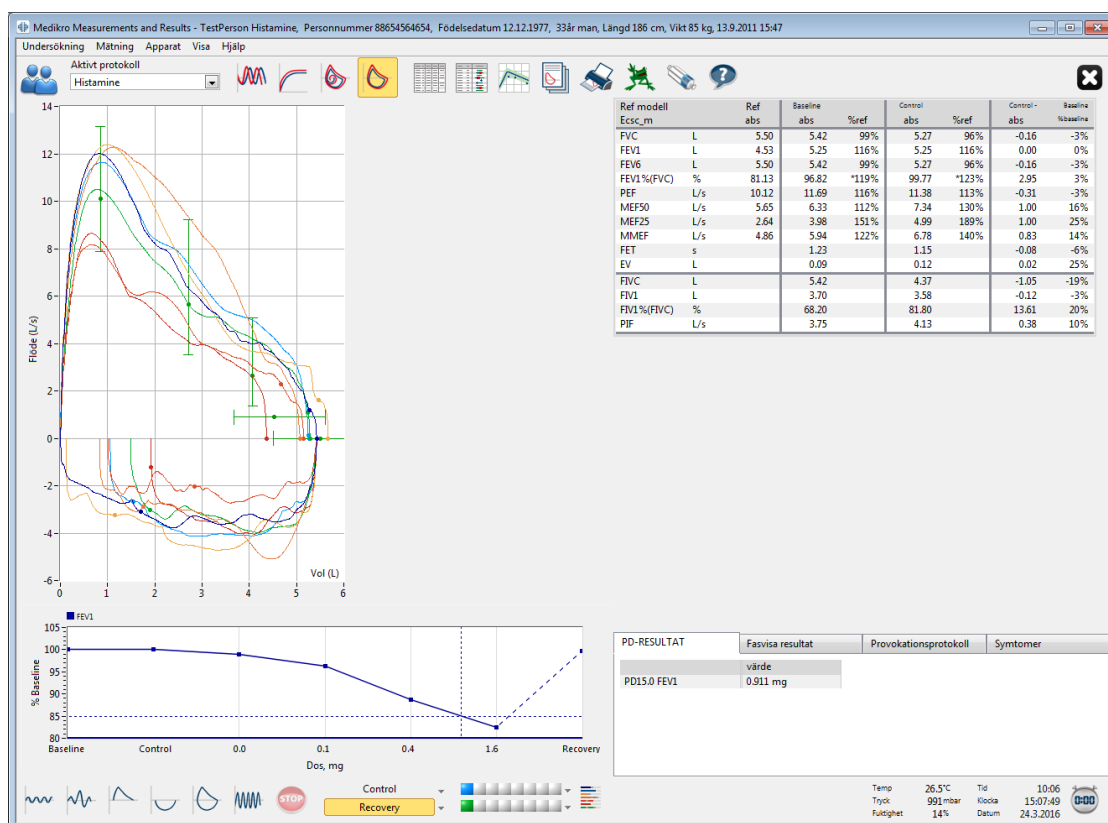 Medikro Measurements and Results - TestPerson Histamine, Personnummer 88654564654, Födelsedatum 12.12.1977, 33år man, Längd 186 cm, Vikt 85 kg, 13.9.2011 15:47
Undersökning Mätning Apparat Visa Hjälp
Aktivt protokoll
Histamine
Ref modell Ref Baseline Control Control - Baseline
Ecsc_m abs abs %ref abs %ref abs %baseline
FVC L 5.50 5.42 99% 5.27 96% -0.16 -3%
FEV1 L 4.53 5.25 116% 5.25 116% 0.00 0%
FEV6 L 5.50 5.42 99% 5.27 96% -0.16 -3%
FEV1%(FVC) % 81.13 96.82 *119% 99.77 *123% 2.95 3%
PEF L/s 10.12 11.69 116% 11.38 113% -0.31 -3%
MEF50 L/s 5.65 6.33 112% 7.34 130% 1.00 16%
MEF25 L/s 2.64 3.98 151% 4.99 189% 1.00 25%
MMEF L/s 4.86 5.94 122% 6.78 140% 0.83 14%
FET s 1.23 1.15 -0.08 -6%
EV L 0.09 0.12 0.02 25%
FIVC L 5.42 4.37 -1.05 -19%
FIV1 L 3.70 3.58 -0.12 -3%
FIV1%(FIVC) % 68.20 81.80 13.61 20%
PIF L/s 3.75 4.13 0.38 10%
14
12
10
8
6
4
2
0
-2
-4
-6
Flöde (L/s)
Vol (L)
0 1 2 3 4 5 6
FEV1
105
100
95
90
85
80
% Baseline
Baseline Control 0.0 0.1 0.4 1.6 Recovery
Dos, mg
PD-RESULTAT Fasvisa resultat Provokationsprotokoll Symtomer
värde
PD15.0 FEV1 0.911 mg
STOP
Control
Recovery
Temp 26.5°C Tid 10:06
Tryck 991 mbar Klocka 15:07:49
Fuktighet 14% Datum 24.3.2016
0:00